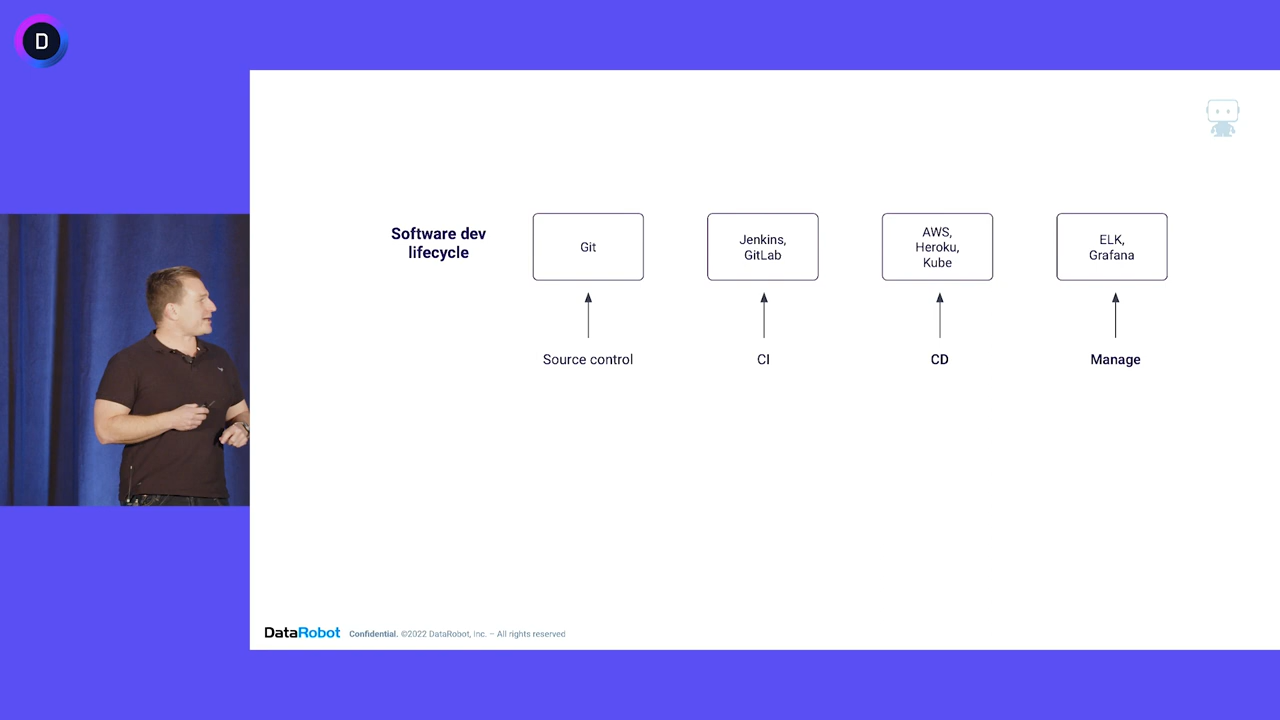 D
Software dev
lifecycle
Git
Jenkins,
GitLab
AWS,
Heroku,
Kube
ELK,
Grafana
Source control
CI
CD
Manage
DataRobot Confidential. ©2022 DataRobot, Inc. – All rights reserved